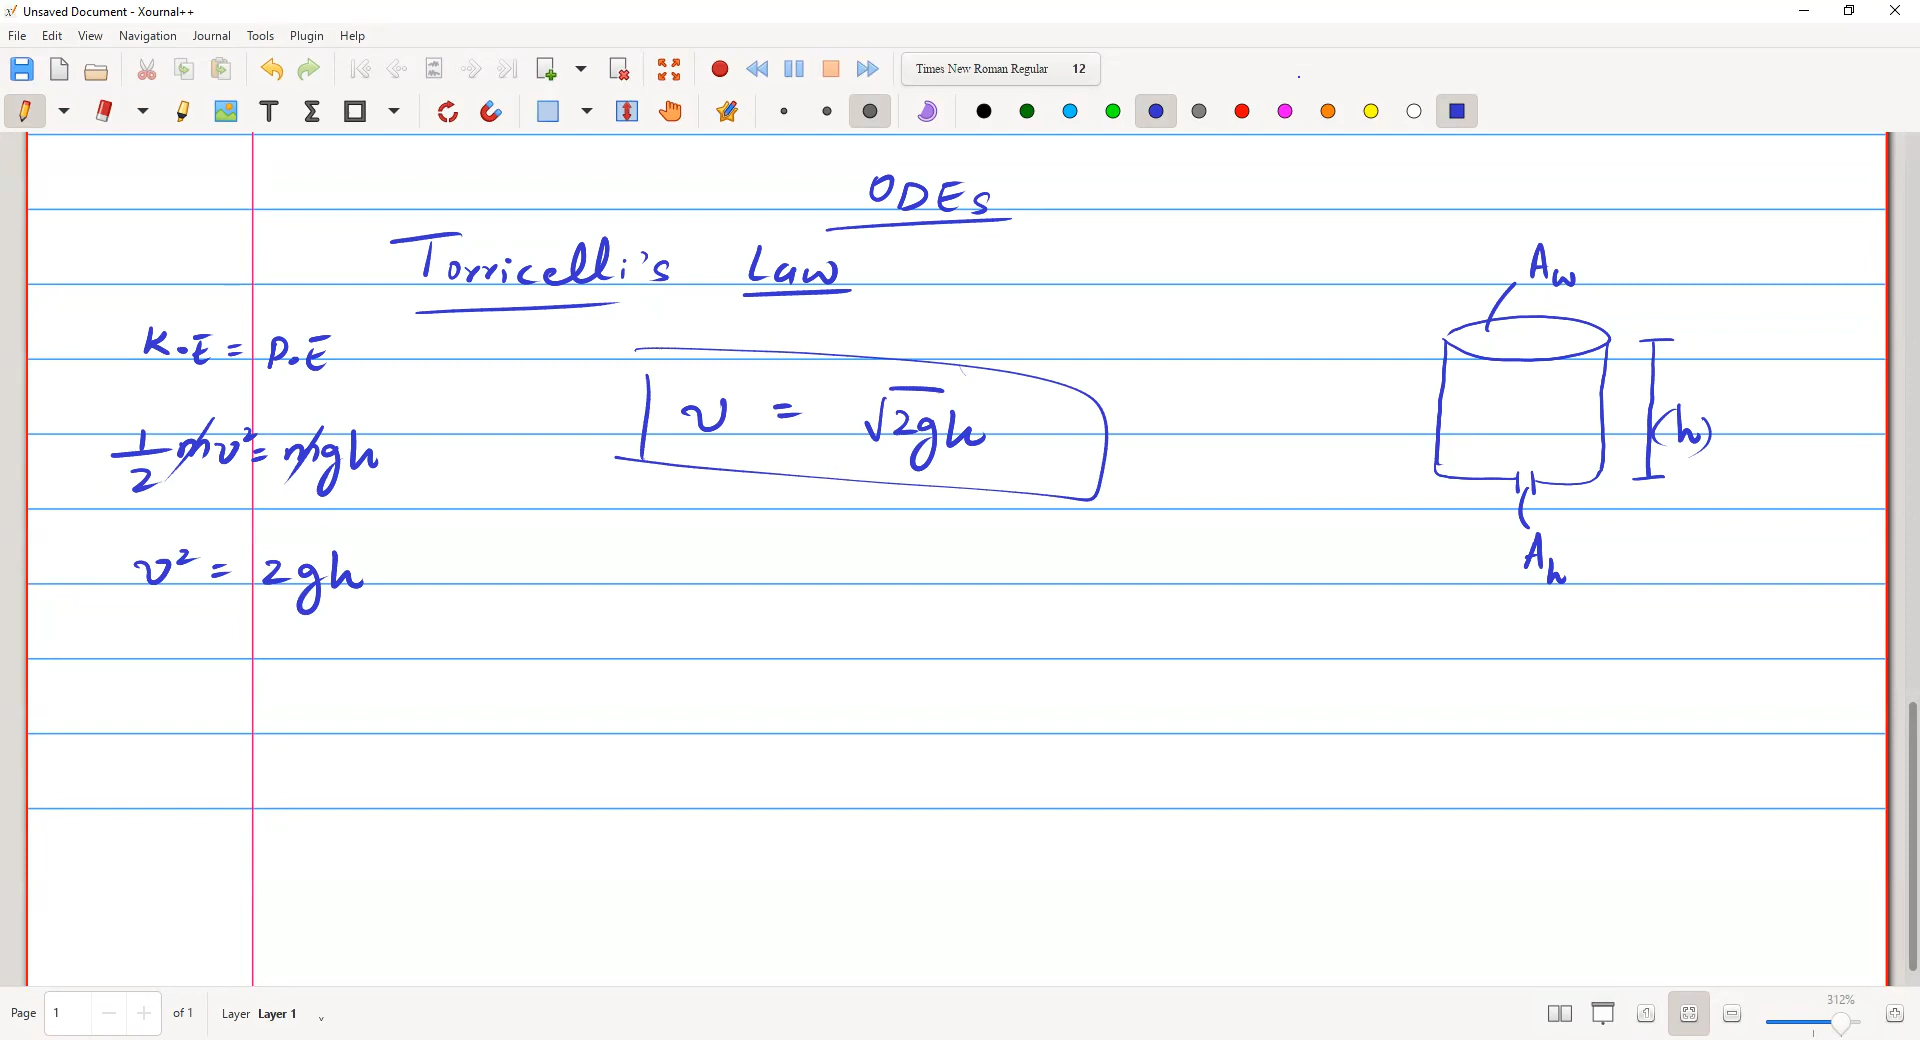 Unsaved Document - Xournal++
File Edit View Navigation Journal Tools Plugin Help
Times New Roman Regular 12
ODEs
Torricelli's Law
K.E = P.E
1/2 mv² = mgh
v² = 2gh
v = √2gh
Aw
(h)
Ah
Page 1 of 1 Layer Layer 1
312%